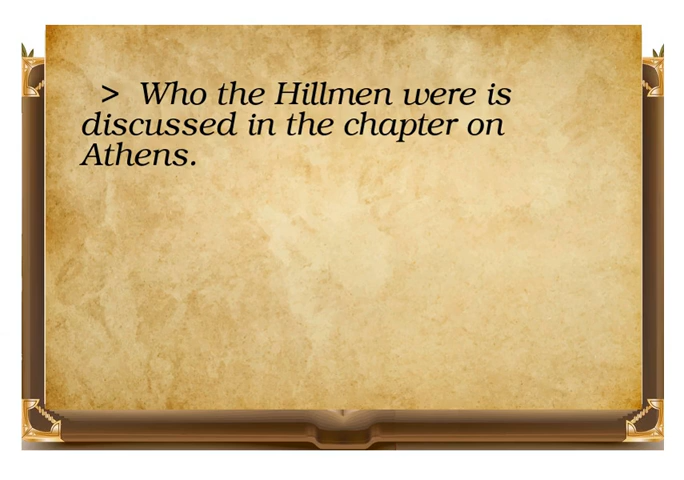 > Who the Hillmen were is
discussed in the chapter on
Athens.